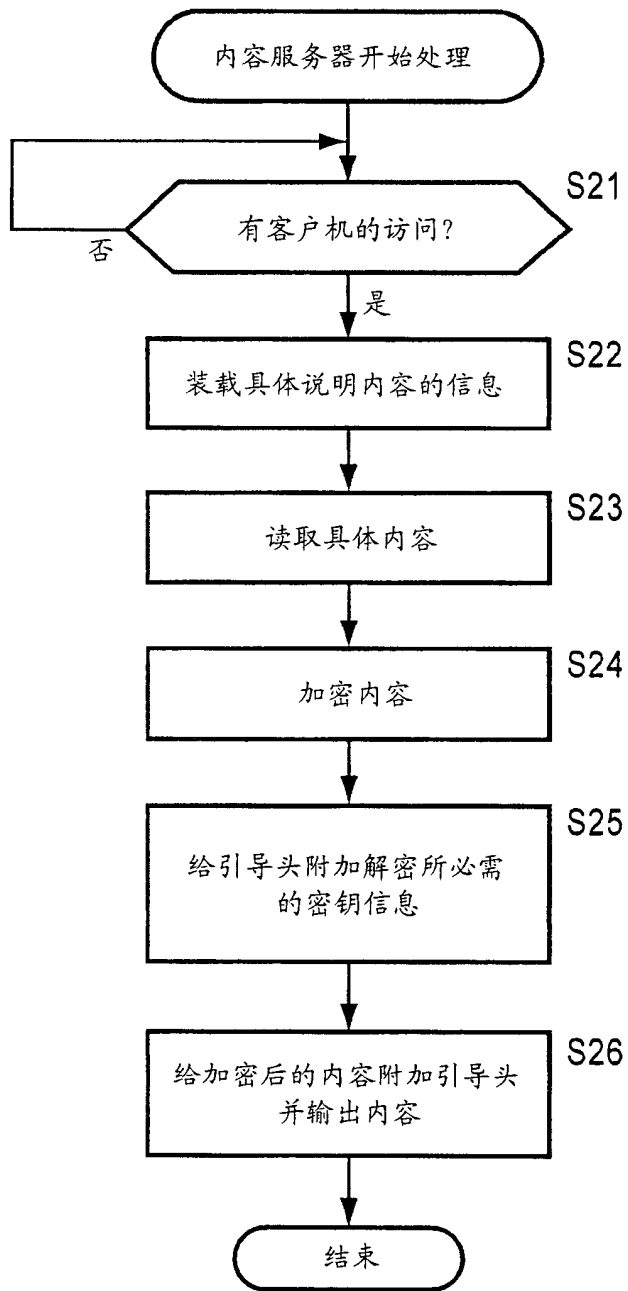 内容服务器开始处理
S21
有客户机的访问?
否
是
S22
装载具体说明内容的信息
S23
读取具体内容
S24
加密内容
S25
给引导头附加解密所必需
的密钥信息
S26
给加密后的内容附加引导头
并输出内容
结束